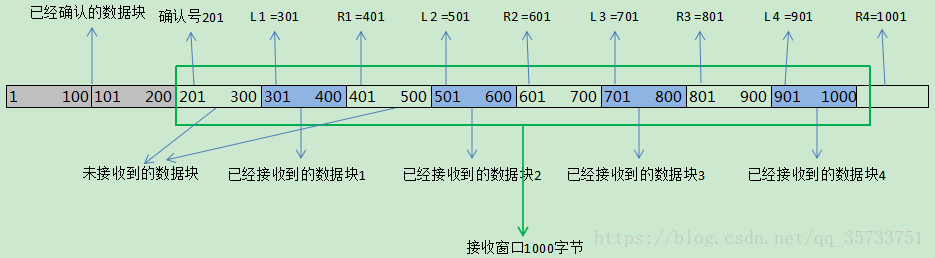 已经确认的数据块 确认号201 L1 =301 R1 =401 L2 =501 R2 =601 L3 =701 R3 =801 L4 =901 R4=1001
1 100 101 200 201 300 301 400 401 500 501 600 601 700 701 800 801 900 901 1000
未接收到的数据块 已经接收到的数据块1 已经接收到的数据块2 已经接收到的数据块3 已经接收到的数据块4
接收窗口1000字节
https://blog.csdn.net/qq_35733751